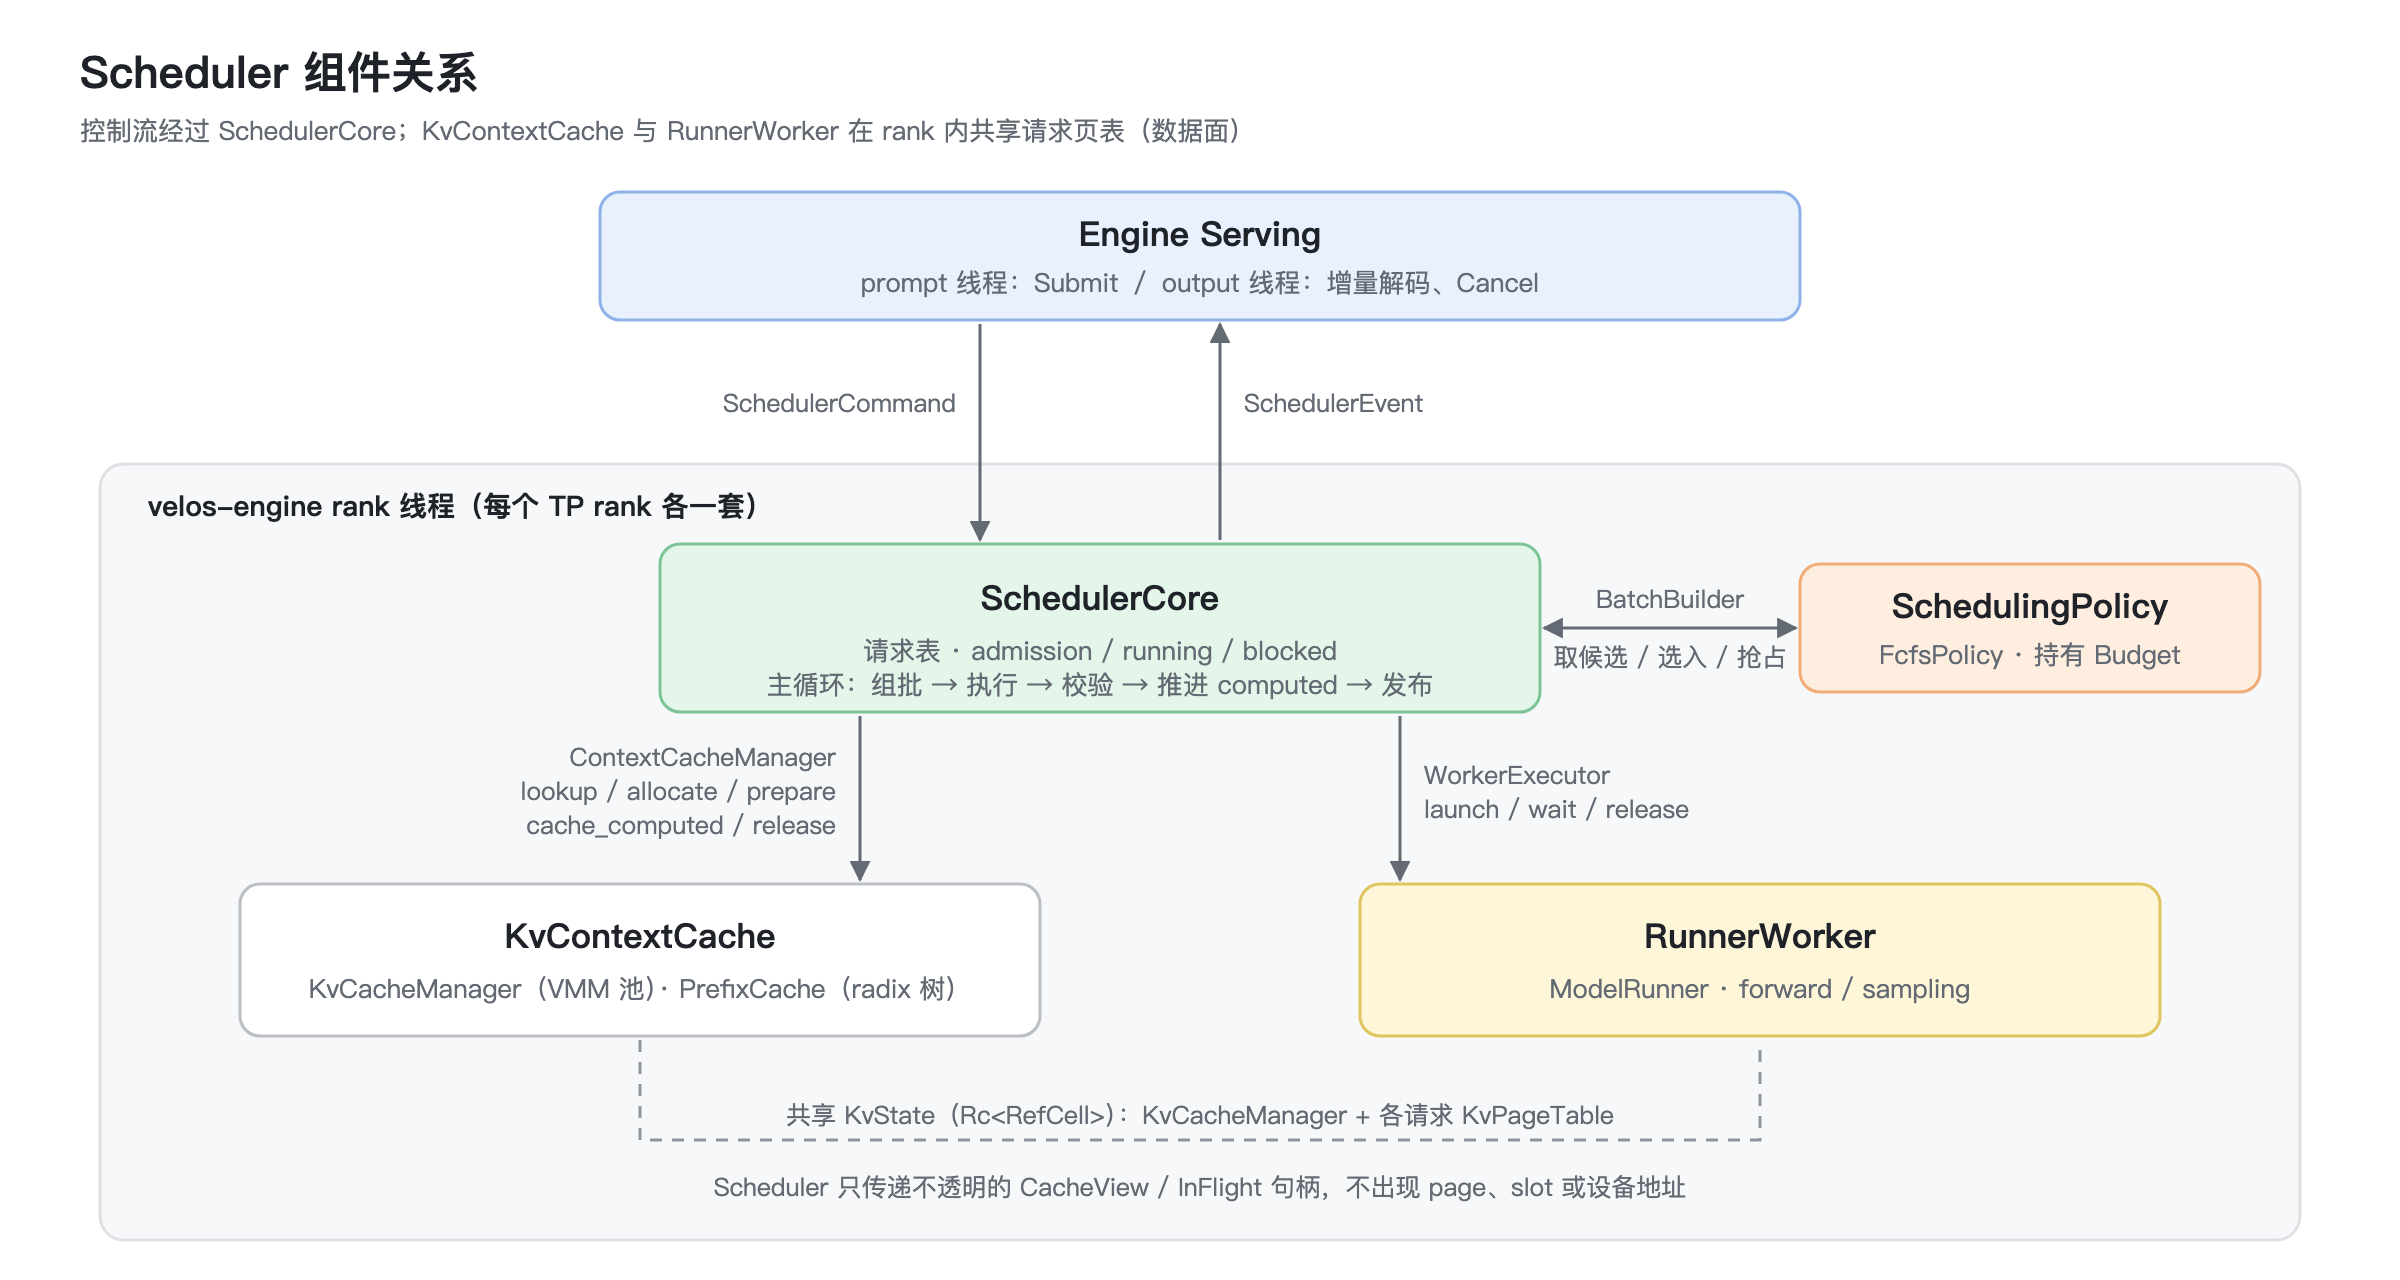 Scheduler 组件关系
控制流经过 SchedulerCore；KvContextCache 与 RunnerWorker 在 rank 内共享请求页表（数据面）
Engine Serving
prompt 线程：Submit / output 线程：增量解码、Cancel
SchedulerCommand
SchedulerEvent
velos-engine rank 线程（每个 TP rank 各一套）
SchedulerCore
请求表 · admission / running / blocked
主循环：组批 → 执行 → 校验 → 推进 computed → 发布
BatchBuilder
取候选 / 选入 / 抢占
SchedulingPolicy
FcfsPolicy · 持有 Budget
ContextCacheManager
lookup / allocate / prepare
cache_computed / release
WorkerExecutor
launch / wait / release
KvContextCache
KvCacheManager（VMM 池）· PrefixCache（radix 树）
RunnerWorker
ModelRunner · forward / sampling
共享 KvState（Rc<RefCell>）：KvCacheManager + 各请求 KvPageTable
Scheduler 只传递不透明的 CacheView / InFlight 句柄，不出现 page、slot 或设备地址